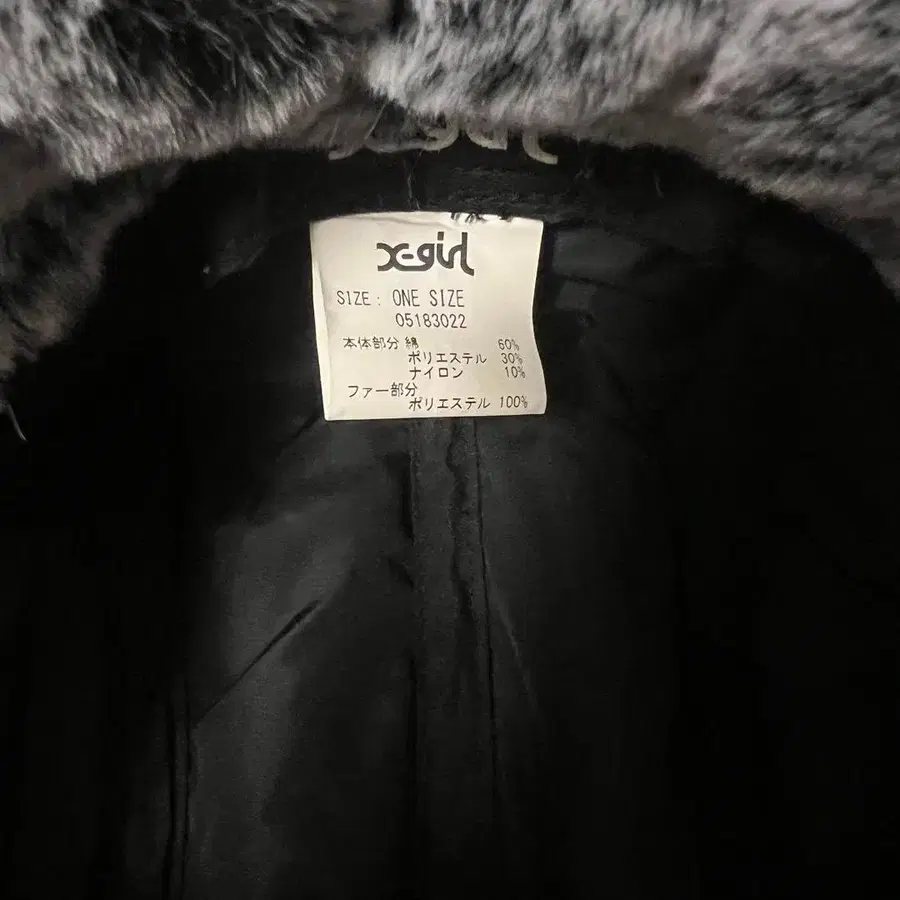 X-girl
SIZE : ONE SIZE
05183022
本体部分 綿 60%
ポリエステル 30%
ナイロン 10%
ファー部分
ポリエステル 100%